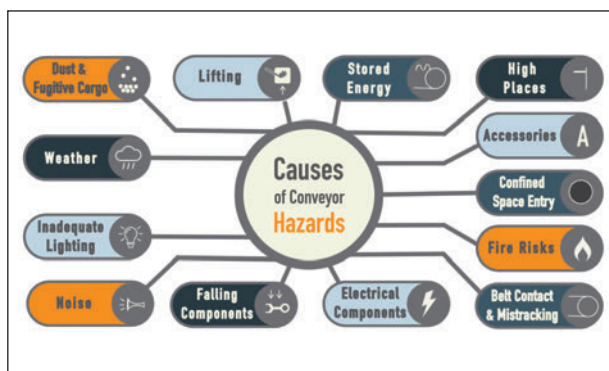 Dust &
Fugitive Cargo
Lifting
Stored
Energy
High
Places
Weather
Accessories
A
Causes
of Conveyor
Hazards
Confined
Space Entry
Inadequate
Lighting
Fire Risks
Noise
Falling
Components
Electrical
Components
Belt Contact
& Mistracking